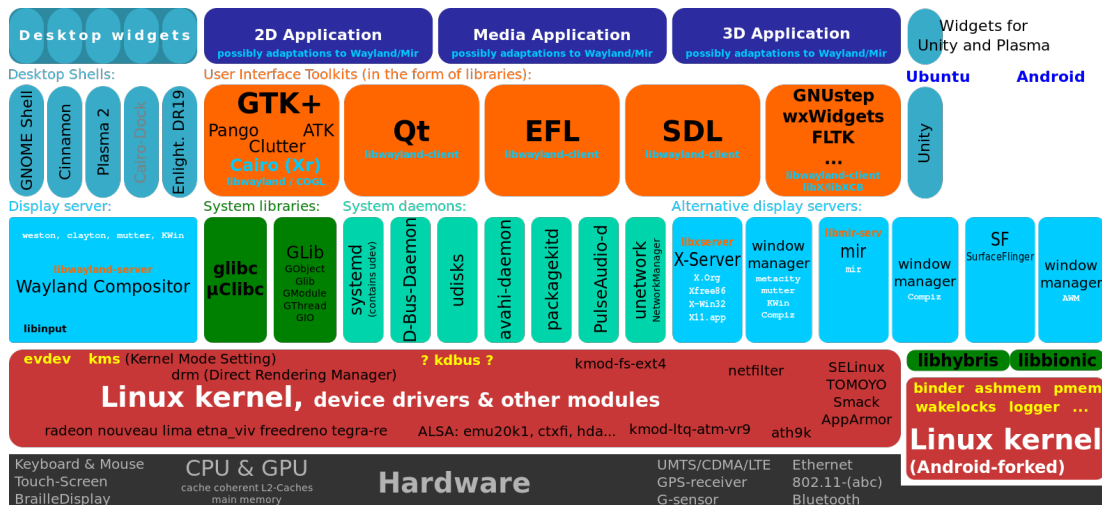 Desktop widgets
2D Application
possibly adaptations to Wayland/Mir
Media Application
possibly adaptations to Wayland/Mir
3D Application
possibly adaptations to Wayland/Mir
Widgets for
Unity and Plasma
Desktop Shells:
User Interface Toolkits (in the form of libraries):
Ubuntu
Android
GNOME Shell
Cinnamon
Plasma 2
Cairo-Dock
Enlight. DR19
GTK+
Pango ATK
Clutter
Cairo (Xr)
libwayland / COGL
Qt
libwayland-client
EFL
libwayland-client
SDL
libwayland-client
GNUstep
wxWidgets
FLTK
...
libwayland-client
Unity
Display server:
System libraries:
System daemons:
Alternative display servers:
weston, clayton, mutter, KWin
libwayland-server
Wayland Compositor
libinput
glibc
µClibc
GLib
GObject
Glib
GModule
GThread
GIO
systemd
(contains udev)
D-Bus-Daemon
udisks
avahi-daemon
packagekitd
PulseAudio-d
unetwork
NetworkManager
libxserver
X-Server
X.Org
Xfree86
X-Win32
X11.app
window
manager
metacity
mutter
KWin
Compiz
libmir-serv
mir
mir
window
manager
Compiz
SF
SurfaceFlinger
window
manager
AWM
evdev kms (Kernel Mode Setting)
drm (Direct Rendering Manager)
? kdbus ?
kmod-fs-ext4
netfilter
SELinux
TOMOYO
Smack
AppArmor
Linux kernel, device drivers & other modules
radeon nouveau lima etna_viv freedreno tegra-re
ALSA: emu20k1, ctxfi, hda...
kmod-ltq-atm-vr9
ath9k
libhybris
libbionic
binder ashmem pmem
wakelocks logger ...
Linux kernel
(Android-forked)
Keyboard & Mouse
Touch-Screen
BrailleDisplay
CPU & GPU
cache coherent L2-Caches
main memory
Hardware
UMTS/CDMA/LTE
GPS-receiver
G-sensor
Ethernet
802.11-(abc)
Bluetooth